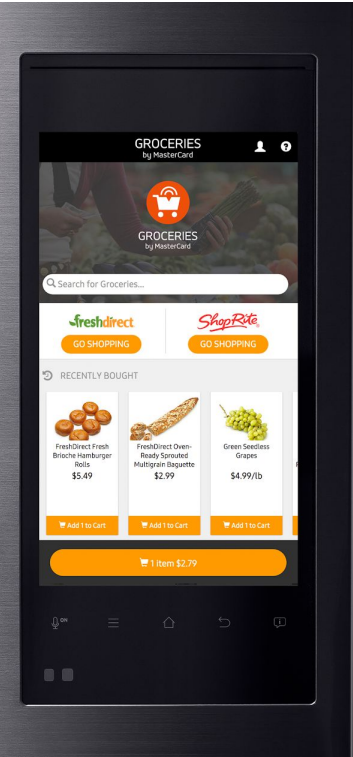 GROCERIES
by MasterCard
GROCERIES
by MasterCard
Search for Groceries...
freshdirect
ShopRite
GO SHOPPING
GO SHOPPING
RECENTLY BOUGHT
FreshDirect Fresh
Brioche Hamburger
Rolls
$5.49
FreshDirect Oven-
Ready Sprouted
Multigrain Baguette
$2.99
Green Seedless
Grapes
$4.99/lb
Add 1 to Cart
Add 1 to Cart
Add 1 to Cart
1 Item $2.79
ON